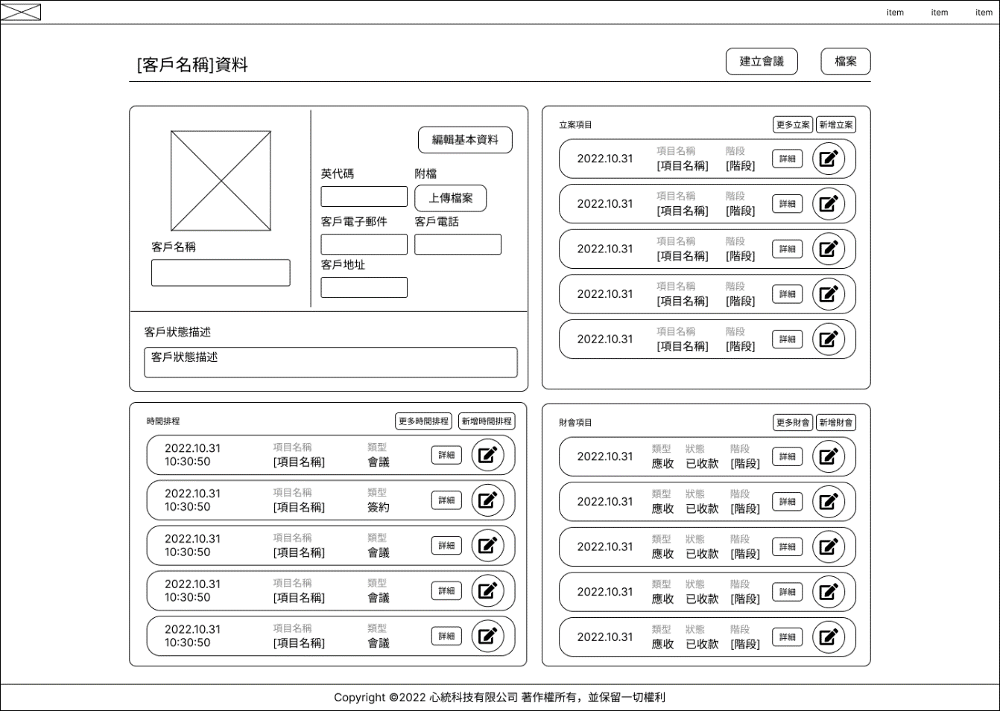 item item item
[客戶名稱]資料
建立會議 檔案
編輯基本資料
英代碼 附檔
上傳檔案
客戶電子郵件 客戶電話
客戶名稱
客戶地址
客戶狀態描述
客戶狀態描述
立案項目 更多立案 新增立案
項目名稱 階段
2022.10.31 [項目名稱] [階段] 詳細
項目名稱 階段
2022.10.31 [項目名稱] [階段] 詳細
項目名稱 階段
2022.10.31 [項目名稱] [階段] 詳細
項目名稱 階段
2022.10.31 [項目名稱] [階段] 詳細
項目名稱 階段
2022.10.31 [項目名稱] [階段] 詳細
時間排程 更多時間排程 新增時間排程
2022.10.31 項目名稱 類型
10:30:50 [項目名稱] 會議 詳細
2022.10.31 項目名稱 類型
10:30:50 [項目名稱] 簽約 詳細
2022.10.31 項目名稱 類型
10:30:50 [項目名稱] 會議 詳細
2022.10.31 項目名稱 類型
10:30:50 [項目名稱] 會議 詳細
2022.10.31 項目名稱 類型
10:30:50 [項目名稱] 會議 詳細
財會項目 更多財會 新增財會
類型 狀態 階段
2022.10.31 應收 已收款 [階段] 詳細
類型 狀態 階段
2022.10.31 應收 已收款 [階段] 詳細
類型 狀態 階段
2022.10.31 應收 已收款 [階段] 詳細
類型 狀態 階段
2022.10.31 應收 已收款 [階段] 詳細
類型 狀態 階段
2022.10.31 應收 已收款 [階段] 詳細
Copyright ©2022 心統科技有限公司 著作權所有，並保留一切權利